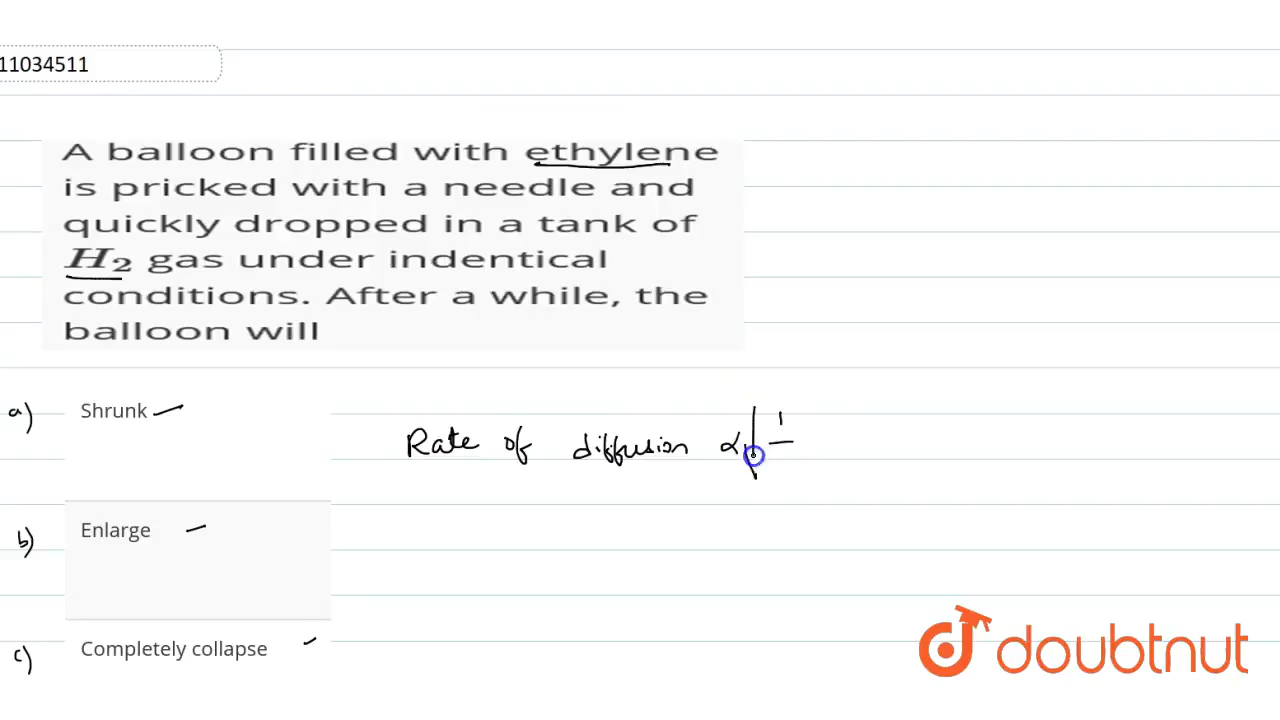 11034511
A balloon filled with ethylene
is pricked with a needle and
quickly dropped in a tank of
H₂ gas under indentical
conditions. After a while, the
balloon will
a) Shrunk
Rate of diffusion α √1
b) Enlarge
c) Completely collapse
doubtnut